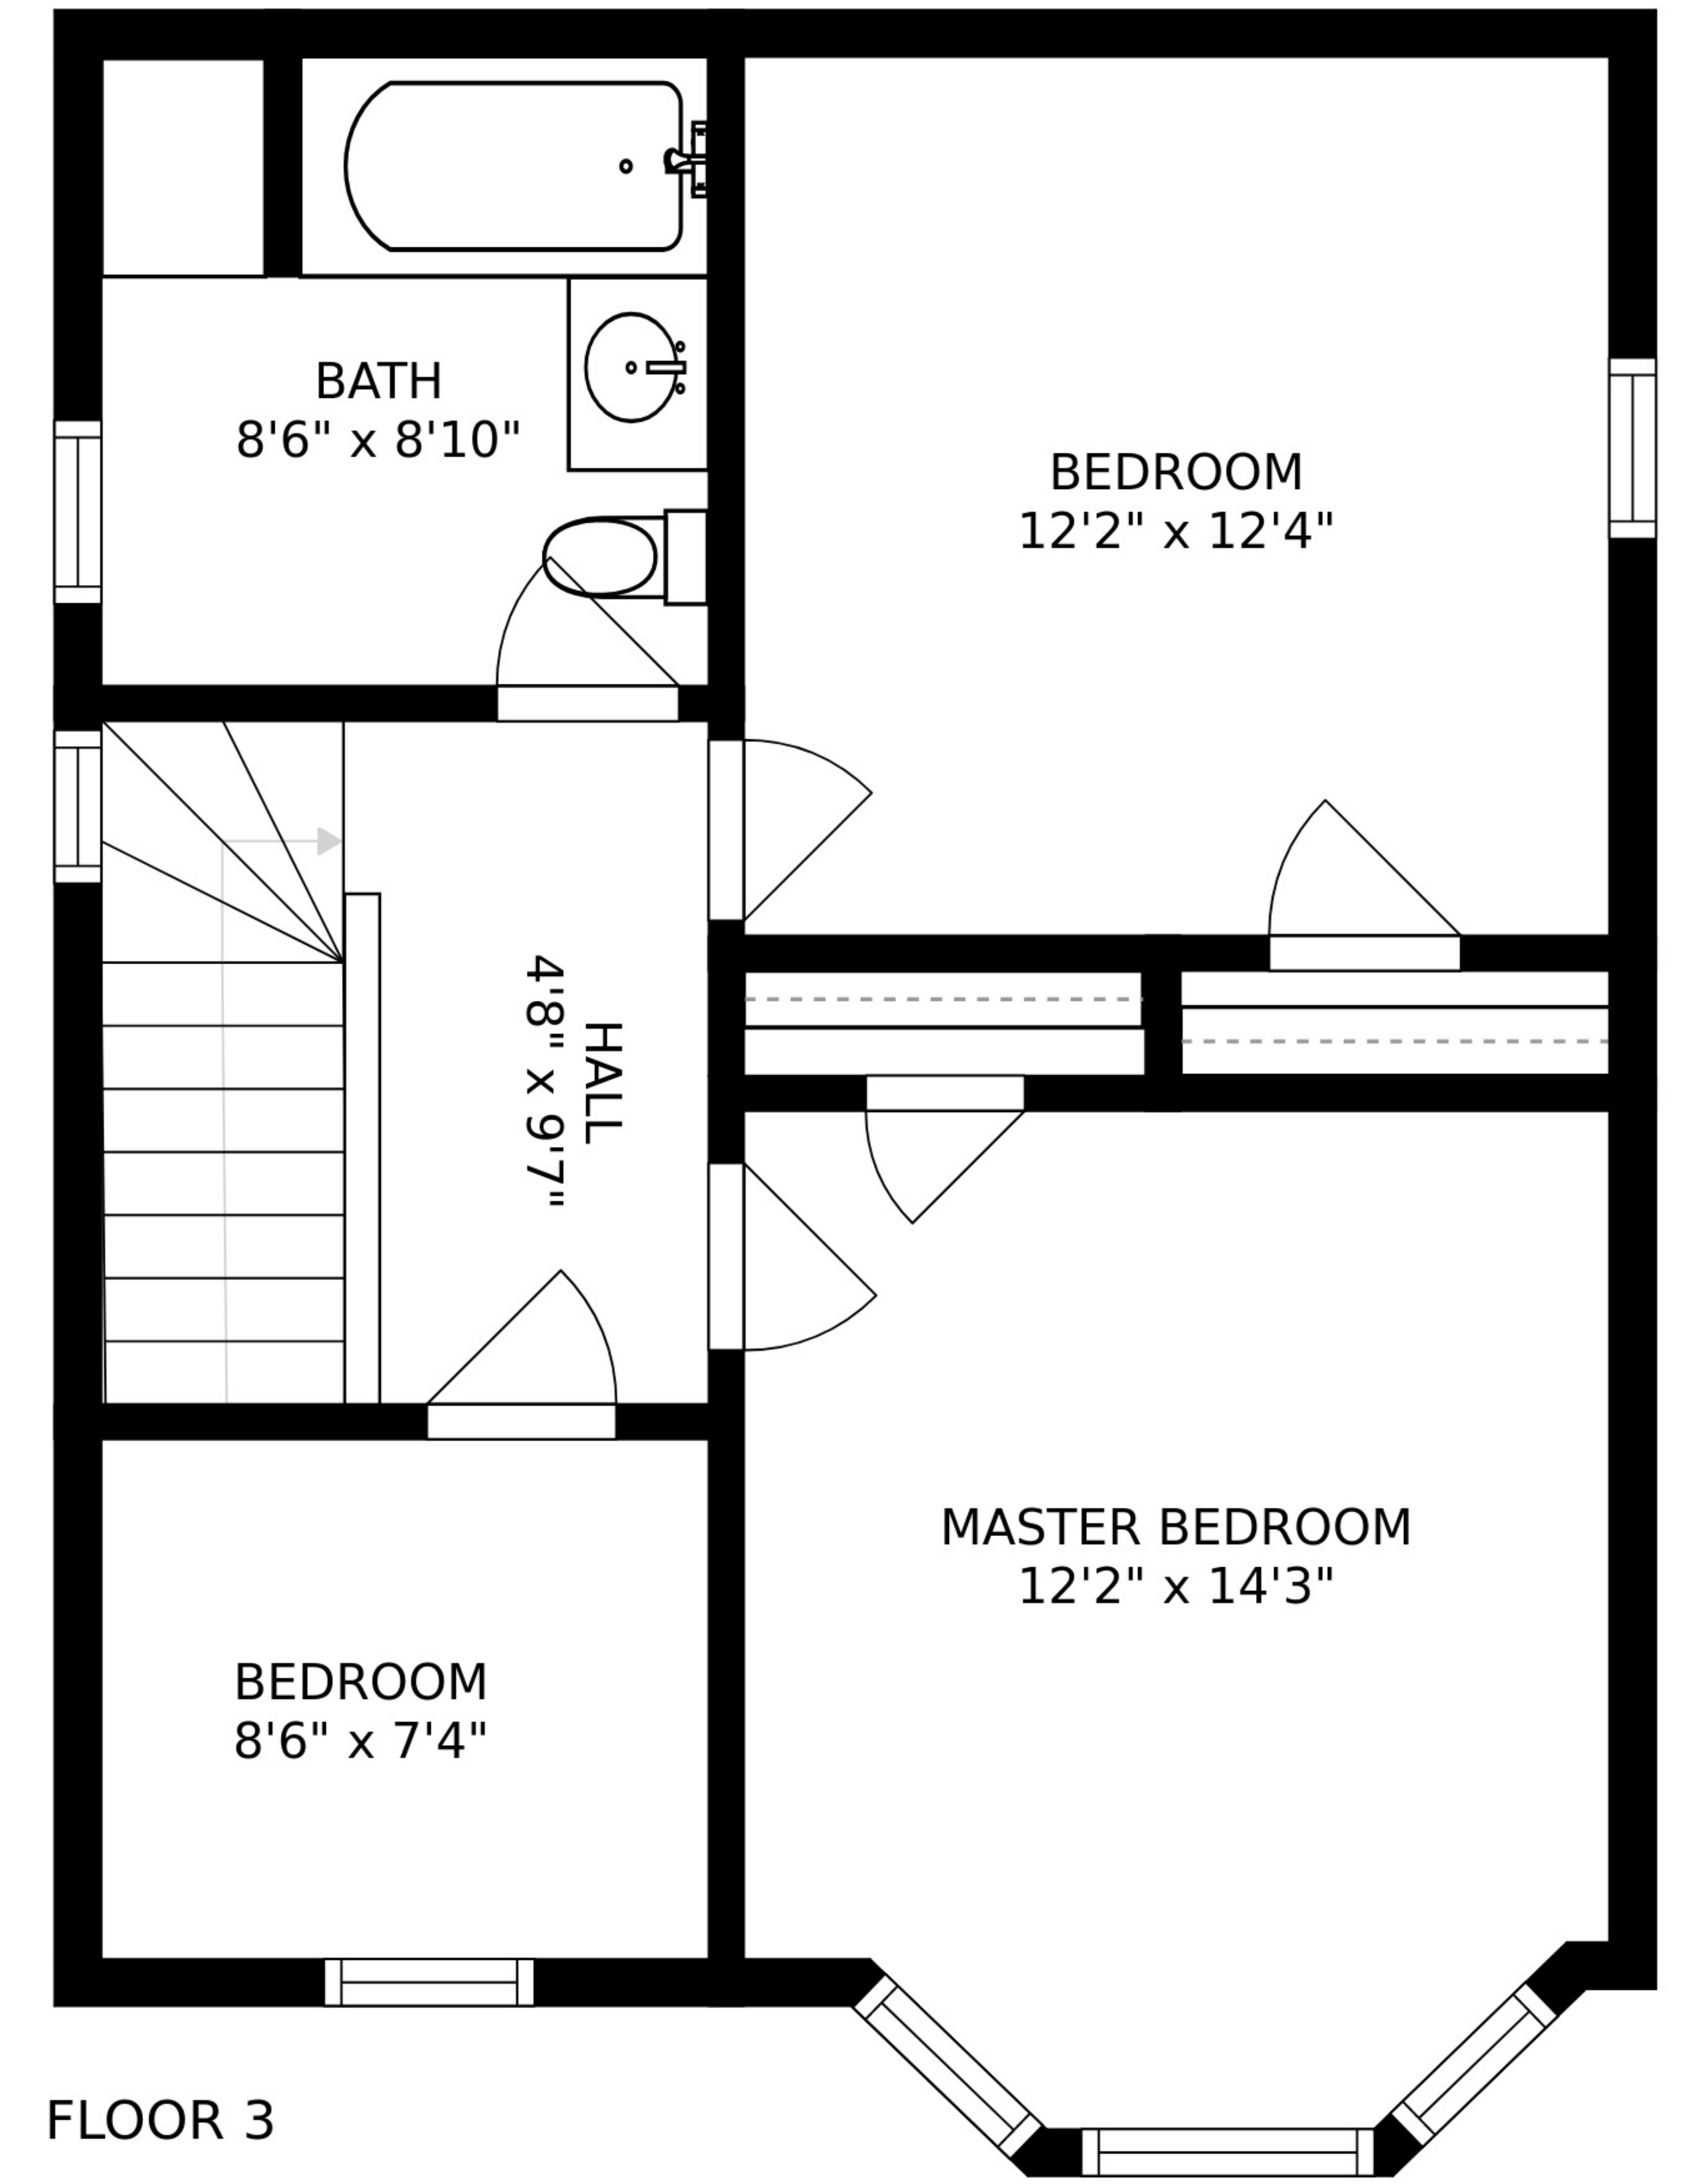 BATH
8'6" x 8'10"
BEDROOM
12'2" x 12'4"
HALL
4'8" x 9'7"
MASTER BEDROOM
12'2" x 14'3"
BEDROOM
8'6" x 7'4"
FLOOR 3